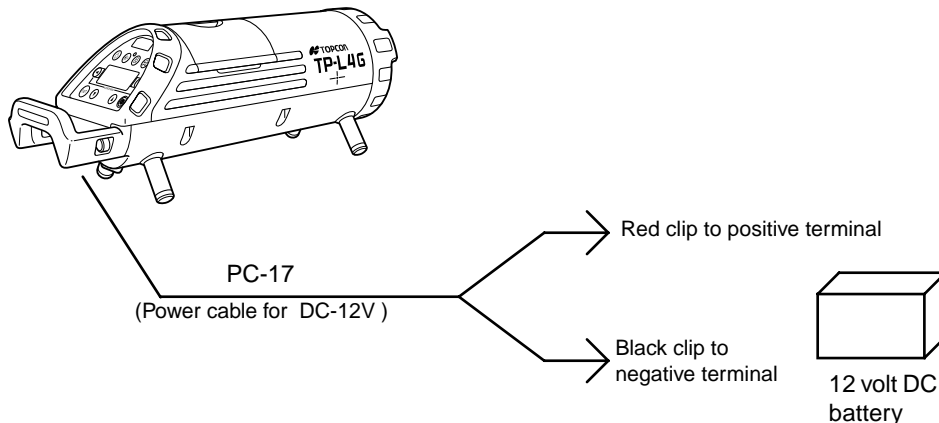 TOPCON
TP-L4G
Red clip to positive terminal
PC-17
(Power cable for DC-12V )
Black clip to
negative terminal
12 volt DC
battery